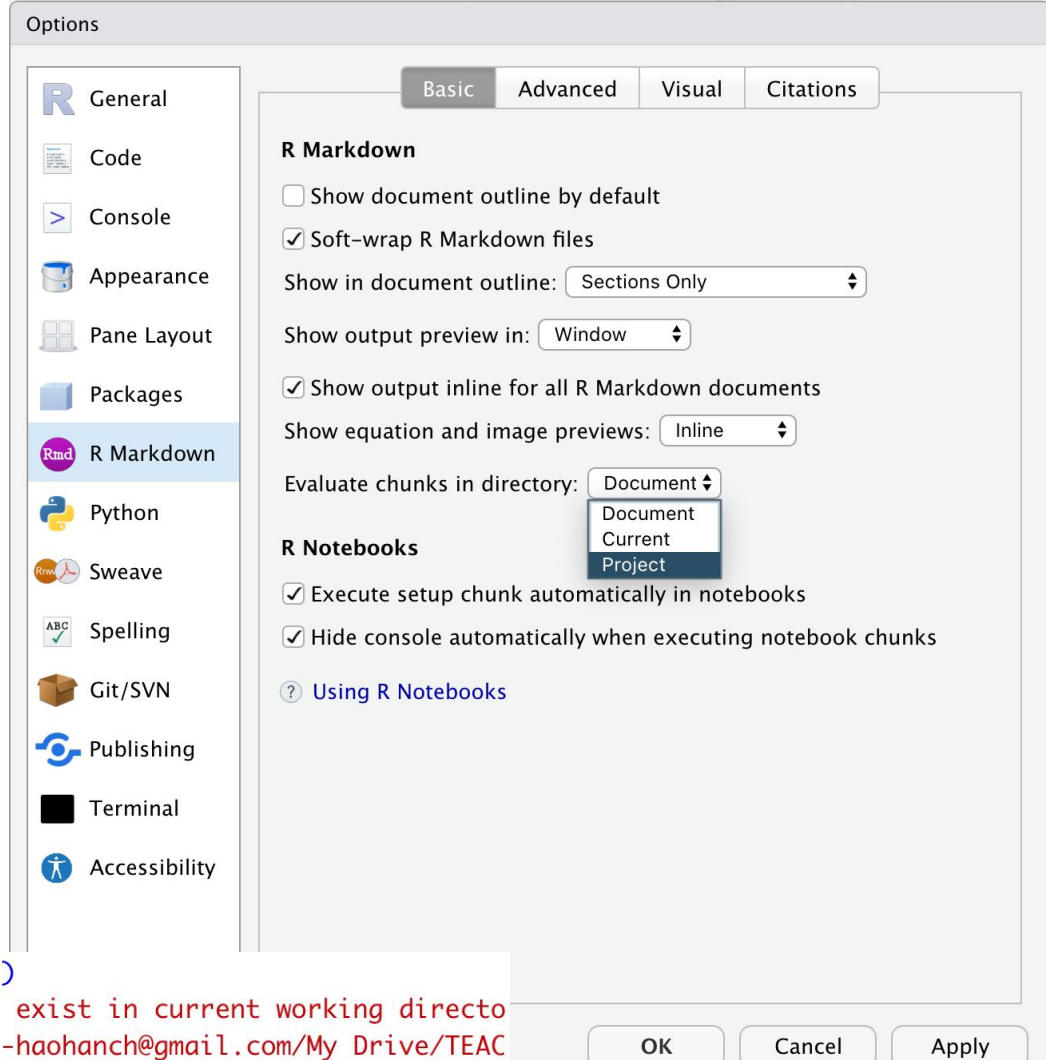 Options
General
Code
Console
Appearance
Pane Layout
Packages
R Markdown
Python
Sweave
Spelling
Git/SVN
Publishing
Terminal
Accessibility
Basic Advanced Visual Citations
R Markdown
Show document outline by default
Soft-wrap R Markdown files
Show in document outline: Sections Only
Show output preview in: Window
Show output inline for all R Markdown documents
Show equation and image previews: Inline
Evaluate chunks in directory: Document
Document
Current
Project
R Notebooks
Execute setup chunk automatically in notebooks
Hide console automatically when executing notebook chunks
? Using R Notebooks
)
exist in current working directo
-haohanch@gmail.com/My Drive/TEAC
OK Cancel Apply